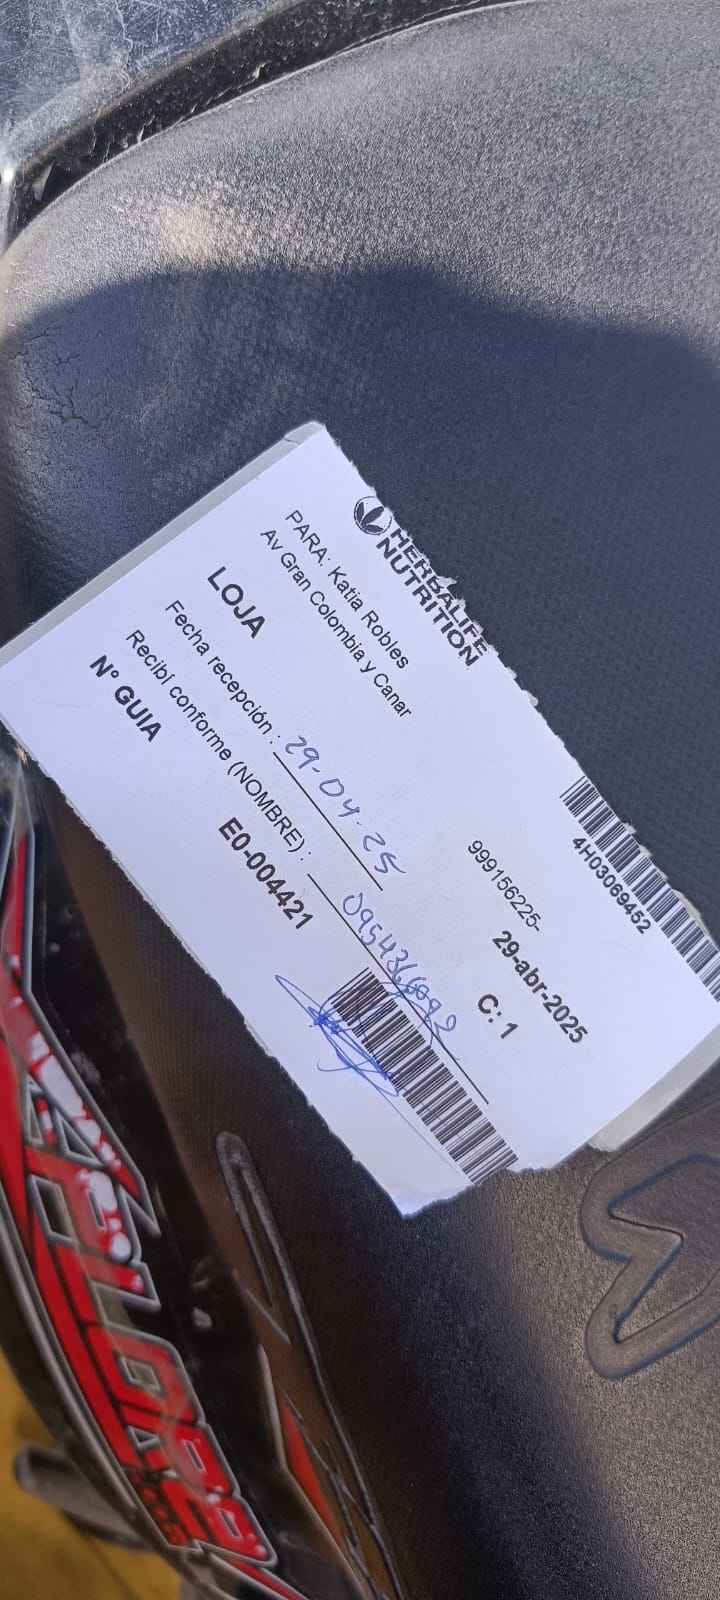 HERBALIFE
NUTRITION
4H03069452
PARA: Katia Robles
Av Gran Colombia y Canar
999156225-
29-abr-2025
LOJA
C: 1
Fecha recepción : 29-04-25
Recibí conforme (NOMBRE) :
Nº GUIA
E0-004421